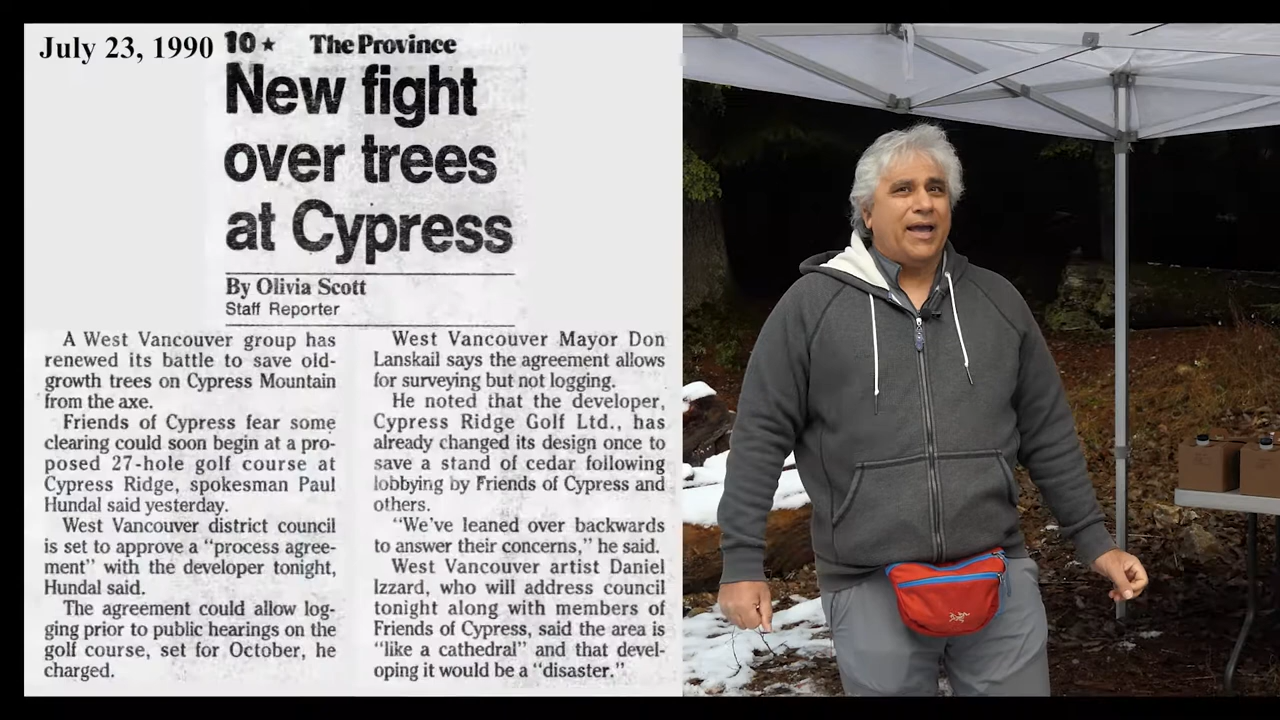 July 23, 1990
10★ The Province
New fight
over trees
at Cypress
By Olivia Scott
Staff Reporter
A West Vancouver group has
renewed its battle to save old-
growth trees on Cypress Mountain
from the axe.
Friends of Cypress fear some
clearing could soon begin at a pro-
posed 27-hole golf course at
Cypress Ridge, spokesman Paul
Hundal said yesterday.
West Vancouver district council
is set to approve a “process agree-
ment” with the developer tonight,
Hundal said.
The agreement could allow log-
ging prior to public hearings on the
golf course, set for October, he
charged.
West Vancouver Mayor Don
Lanskail says the agreement allows
for surveying but not logging.
He noted that the developer,
Cypress Ridge Golf Ltd., has
already changed its design once to
save a stand of cedar following
lobbying by Friends of Cypress and
others.
“We’ve leaned over backwards
to answer their concerns,” he said.
West Vancouver artist Daniel
Izzard, who will address council
tonight along with members of
Friends of Cypress, said the area is
“like a cathedral” and that devel-
oping it would be a “disaster.”